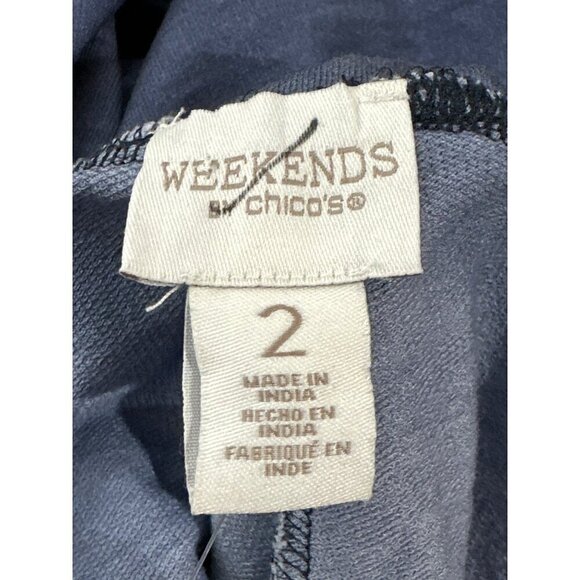 WEEKENDS
BY chico's®
2
MADE IN
INDIA
HECHO EN
INDIA
FABRIQUÉ EN
INDE